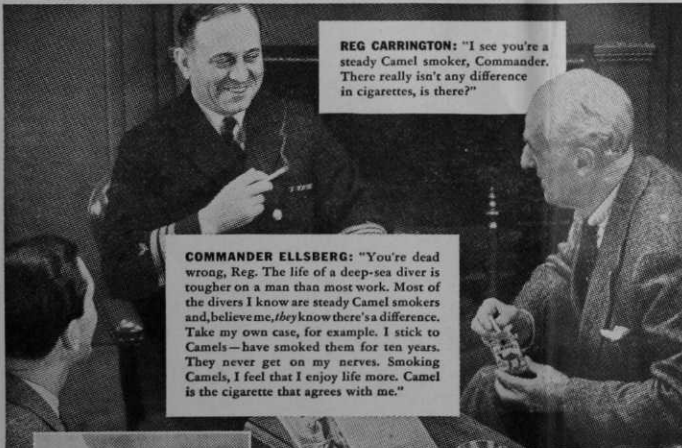 REG CARRINGTON: "I see you're a
steady Camel smoker, Commander.
There really isn't any difference
in cigarettes, is there?"
COMMANDER ELLSBERG: "You're dead
wrong, Reg. The life of a deep-sea diver is
tougher on a man than most work. Most of
the divers I know are steady Camel smokers
and, believe me, they know there's a difference.
Take my own case, for example. I stick to
Camels—have smoked them for ten years.
They never get on my nerves. Smoking
Camels, I feel that I enjoy life more. Camel
is the cigarette that agrees with me."